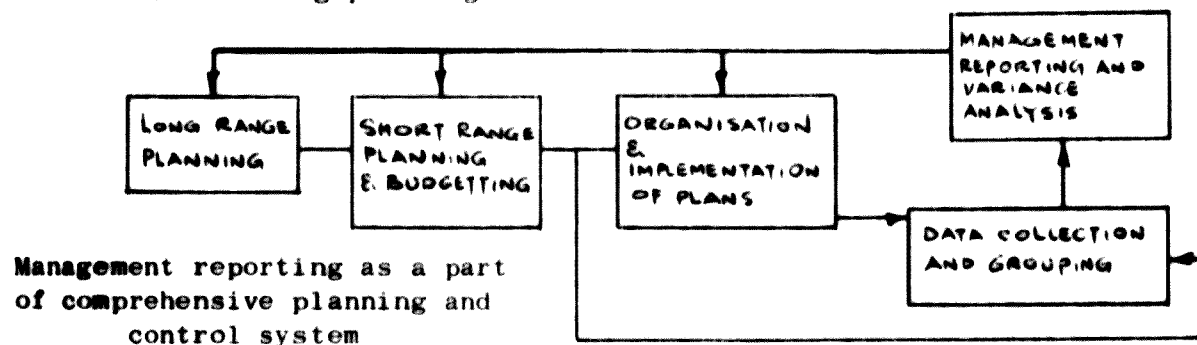 MANAGEMENT
REPORTING AND
VARIANCE
ANALYSIS
LONG RANGE
PLANNING
SHORT RANGE
PLANNING
& BUDGETTING
ORGANISATION
&
IMPLEMENTATION
OF PLANS
DATA COLLECTION
AND GROUPING
Management reporting as a part
of comprehensive planning and
control system